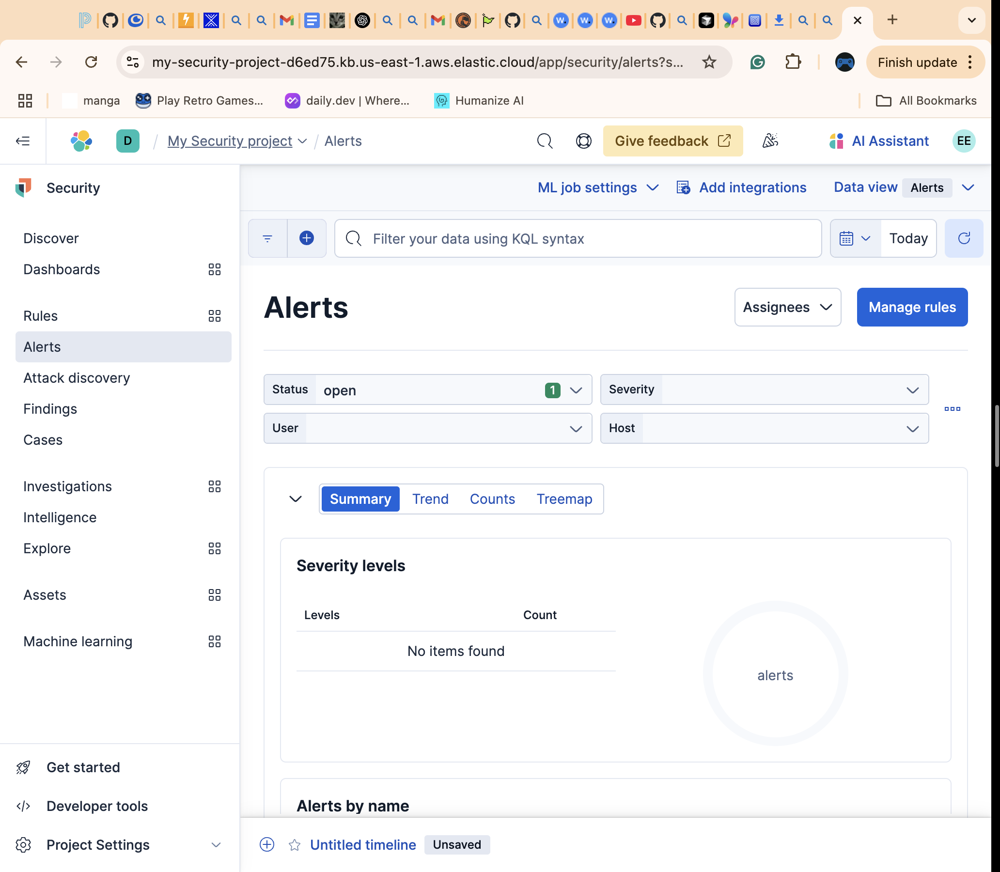 my-security-project-d6ed75.kb.us-east-1.aws.elastic.cloud/app/security/alerts?s...
Finish update
manga
Play Retro Games...
daily.dev | Where...
Humanize AI
All Bookmarks
D / My Security project / Alerts
Give feedback
AI Assistant
EE
Security
Discover
Dashboards
Rules
Alerts
Attack discovery
Findings
Cases
Investigations
Intelligence
Explore
Assets
Machine learning
Get started
Developer tools
Project Settings
ML job settings
Add integrations
Data view Alerts
Filter your data using KQL syntax
Today
Alerts
Assignees
Manage rules
Status open 1
Severity
User
Host
Summary Trend Counts Treemap
Severity levels
Levels Count
No items found
alerts
Alerts by name
Untitled timeline Unsaved